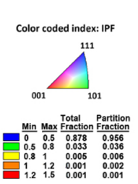 Color coded index: IPF
111
001 101
Total Partition
Min Max Fraction Fraction
0 0.5 0.878 0.956
0.5 0.8 0.033 0.036
0.8 1 0.005 0.006
1 1.2 0.001 0.002
1.2 1.5 0.001 0.001